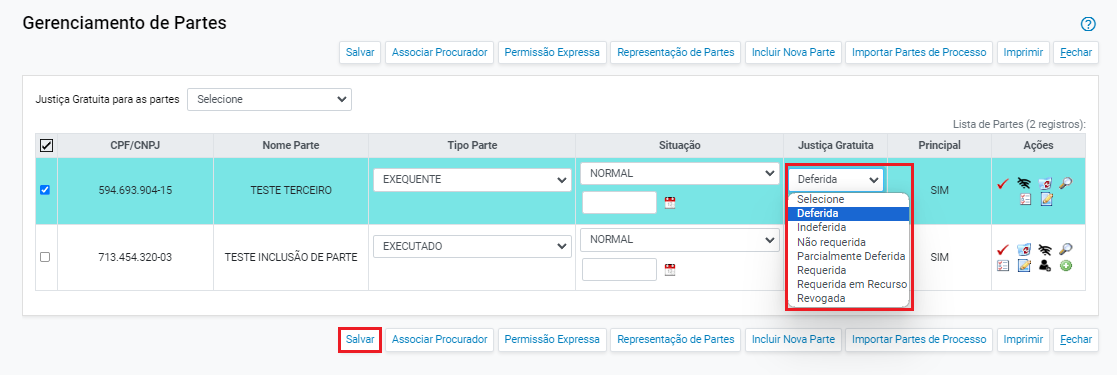 Gerenciamento de Partes
Salvar Associar Procurador Permissão Expressa Representação de Partes Incluir Nova Parte Importar Partes de Processo Imprimir Fechar
Justiça Gratuita para as partes Selecione
Lista de Partes (2 registros):
CPF/CNPJ Nome Parte Tipo Parte Situação Justiça Gratuita Principal Ações
594.693.904-15 TESTE TERCEIRO EXEQUENTE NORMAL Deferida SIM
Selecione
Deferida
Indeferida
Não requerida
Parcialmente Deferida
Requerida
Requerida em Recurso
Revogada
713.454.320-03 TESTE INCLUSÃO DE PARTE EXECUTADO NORMAL SIM
Salvar Associar Procurador Permissão Expressa Representação de Partes Incluir Nova Parte Importar Partes de Processo Imprimir Fechar